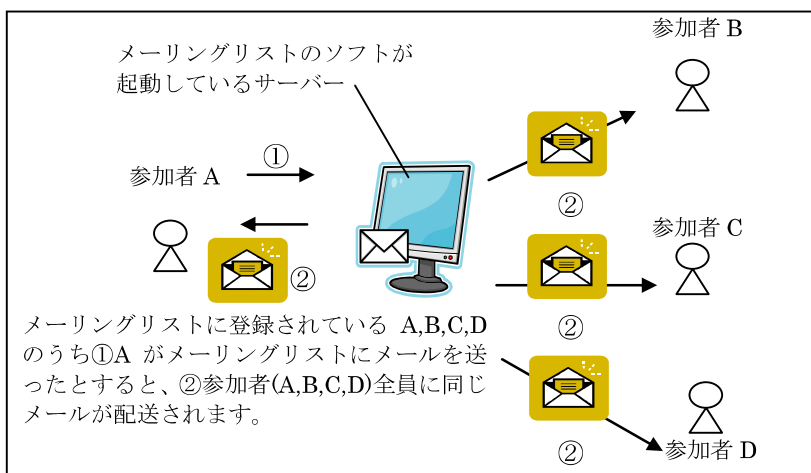 参加者 B
メーリングリストのソフトが
起動しているサーバー
①
参加者 A
②
②
参加者 C
②
メーリングリストに登録されている A,B,C,D
のうち①A がメーリングリストにメールを送
ったとすると、②参加者(A,B,C,D)全員に同じ
メールが配送されます。
②
参加者 D